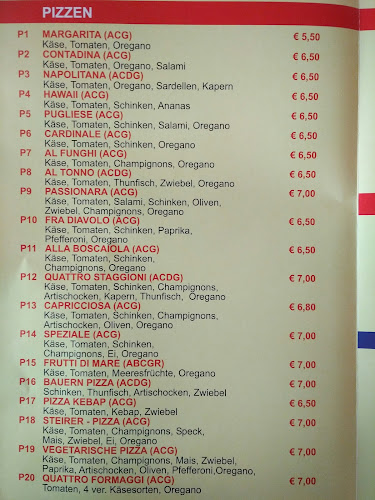 PIZZEN
P1 MARGARITA (ACG) € 5,50
Käse, Tomaten, Oregano
P2 CONTADINA (ACG) € 6,50
Käse, Tomaten, Oregano, Salami
P3 NAPOLITANA (ACDG) € 6,50
Käse, Tomaten, Oregano, Sardellen, Kapern
P4 HAWAII (ACG) € 6,50
Käse, Tomaten, Schinken, Ananas
P5 PUGLIESE (ACG) € 6,50
Käse, Tomaten, Schinken, Salami, Oregano
P6 CARDINALE (ACG) € 6,50
Käse, Tomaten, Schinken, Oregano
P7 AL FUNGHI (ACG) € 6,50
Käse, Tomaten, Champignons, Oregano
P8 AL TONNO (ACDG) € 6,50
Käse, Tomaten, Thunfisch, Zwiebel, Oregano
P9 PASSIONARA (ACG) € 7,00
Käse, Tomaten, Salami, Schinken, Oliven,
Zwiebel, Champignons, Oregano
P10 FRA DIAVOLO (ACG) € 6,50
Käse, Tomaten, Schinken, Paprika,
Pfefferoni, Oregano
P11 ALLA BOSCAIOLA (ACG) € 6,50
Käse, Tomaten, Schinken,
Champignons, Oregano
P12 QUATTRO STAGGIONI (ACDG) € 7,00
Käse, Tomaten, Schinken, Champignons,
Artischocken, Kapern, Thunfisch, Oregano
P13 CAPRICCIOSA (ACG) € 6,80
Käse, Tomaten, Schinken, Champignons,
Artischocken, Oliven, Oregano
P14 SPEZIALE (ACG) € 7,00
Käse, Tomaten, Schinken,
Champignons, Ei, Oregano
P15 FRUTTI DI MARE (ABCGR) € 7,00
Käse, Tomaten, Meeresfrüchte, Oregano
P16 BAUERN PIZZA (ACDG) € 7,00
Schinken, Thunfisch, Artischocken, Zwiebel
P17 PIZZA KEBAP (ACG) € 6,50
Käse, Tomaten, Kebap, Zwiebel
P18 STEIRER - PIZZA (ACG) € 7,00
Käse, Tomaten, Champignons, Speck,
Mais, Zwiebel, Ei, Oregano
P19 VEGETARISCHE PIZZA (ACG) € 7,00
Käse, Tomaten, Champignons, Mais, Zwiebel,
Paprika, Artischocken, Oliven, Pfefferoni,Oregano,
P20 QUATTRO FORMAGGI (ACG) € 7,00
Tomaten, 4 ver. Käsesorten, Oregano